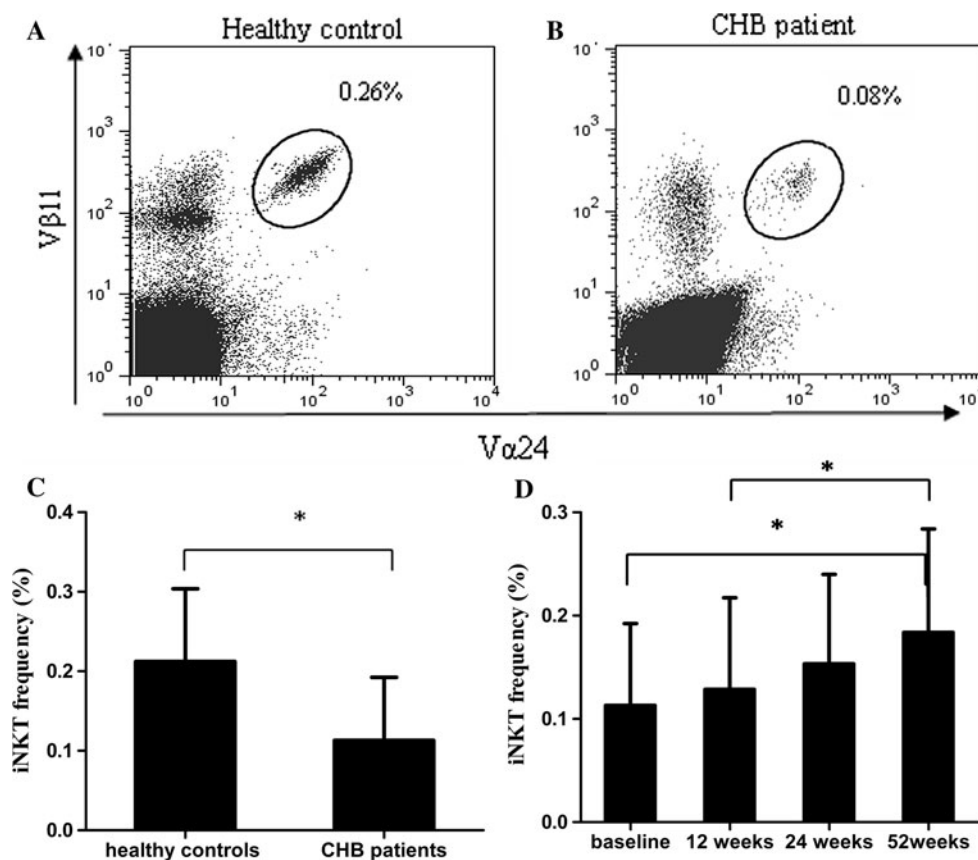 A
Healthy control
0.26%
Vβ11
10⁴
10³
10²
10¹
10⁰
10⁰ 10¹ 10² 10³ 10⁴
B
CHB patient
0.08%
10³
10²
10¹
10⁰
10⁰ 10¹ 10² 10³
Vα24
C
*
iNKT frequency (%)
0.4
0.3
0.2
0.1
0.0
healthy controls CHB patients
D
*
*
iNKT frequency (%)
0.3
0.2
0.1
0.0
baseline 12 weeks 24 weeks 52weeks